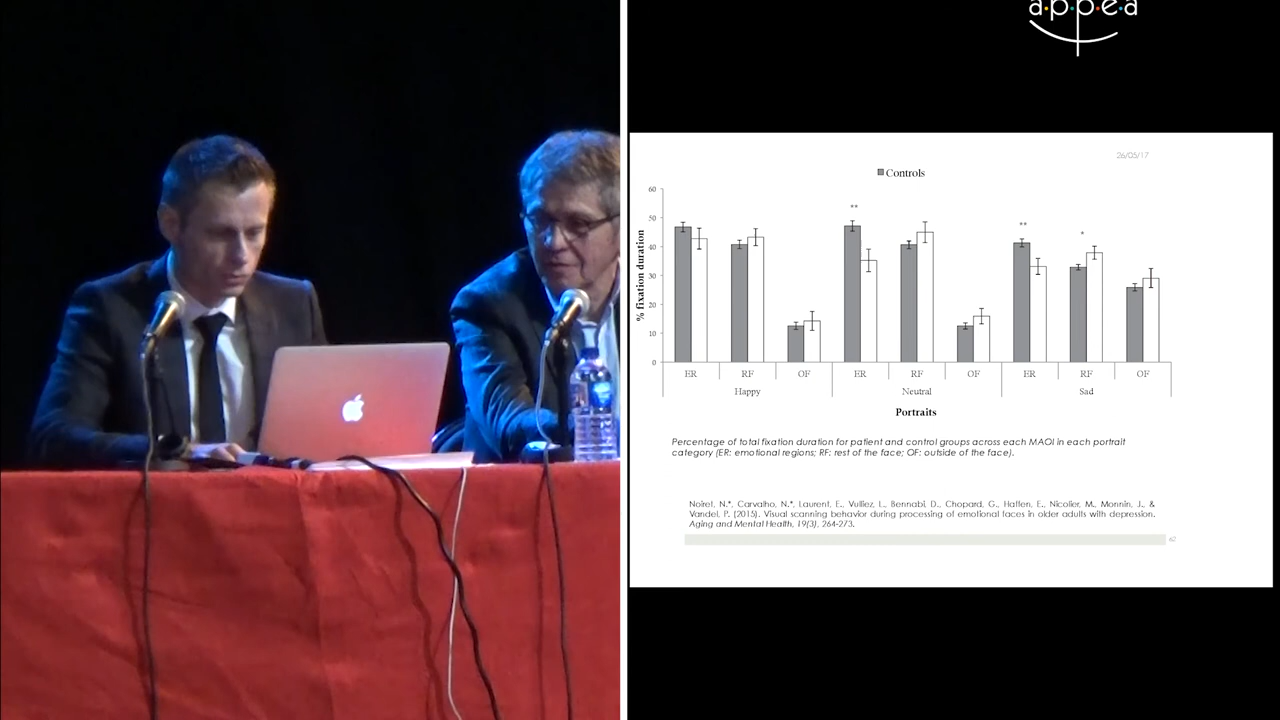 a·p·p·e·a
26/05/17
Controls
60
50
40
30
20
10
0
% fixation duration
**
**
*
ER RF OF ER RF OF ER RF OF
Happy Neutral Sad
Portraits
Percentage of total fixation duration for patient and control groups across each MAOI in each portrait
category (ER: emotional regions; RF: rest of the face; OF: outside of the face).
Noiret, N.*, Carvalho, N.*, Laurent, E., Vulliez, L., Bennabi, D., Chopard, G., Haffen, E., Nicolier, M., Monnin, J., &
Vandel, P. (2015). Visual scanning behavior during processing of emotional faces in older adults with depression.
Aging and Mental Health, 19(3), 264-273.
62